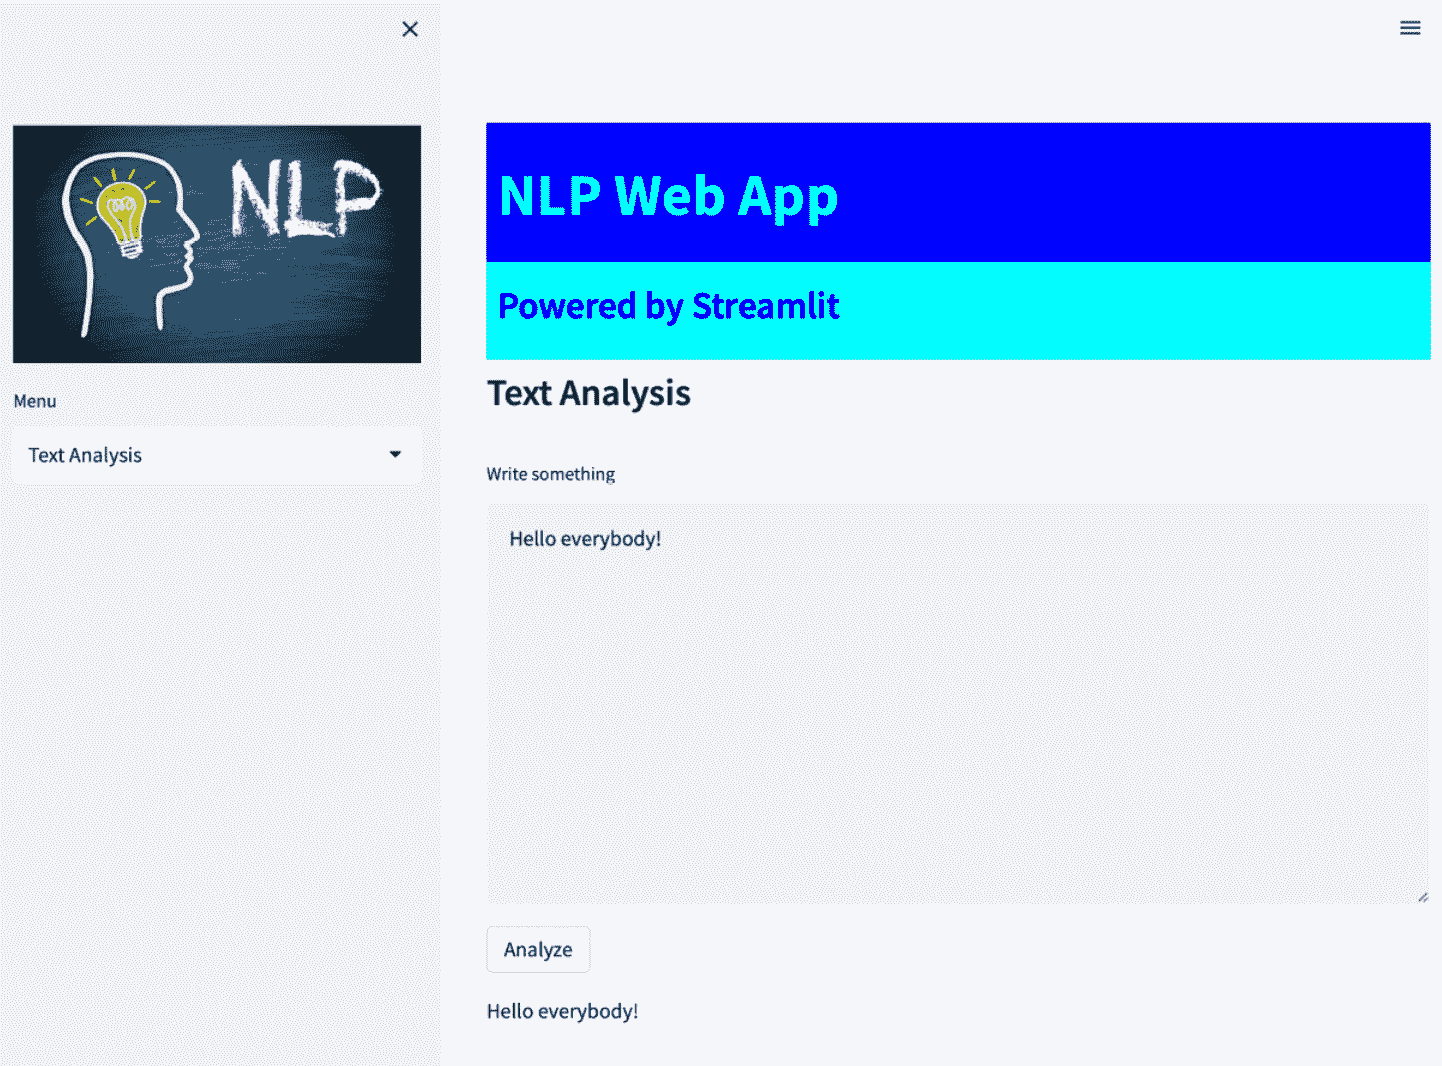 NLP
Menu
Text Analysis
NLP Web App
Powered by Streamlit
Text Analysis
Write something
Hello everybody!
Analyze
Hello everybody!